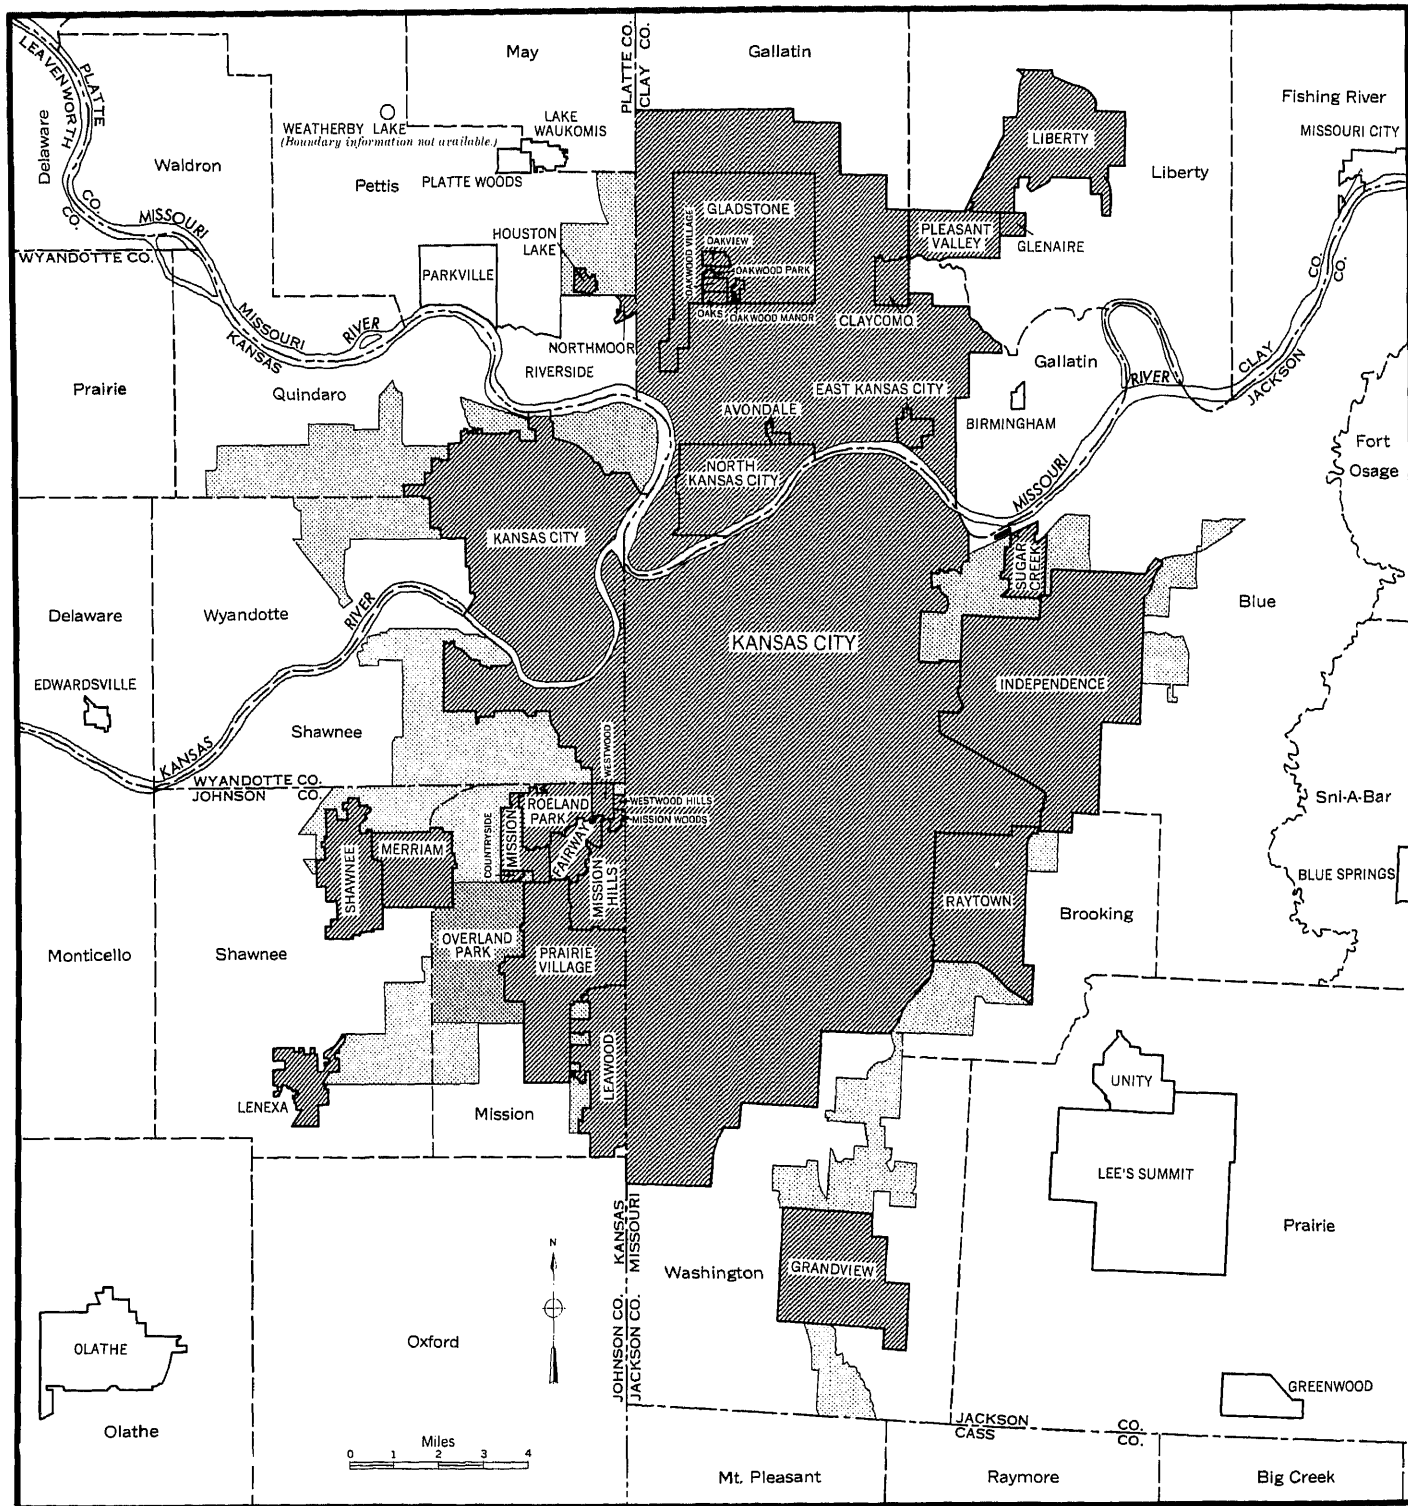 May
Gallatin
PLATTE CO.
CLAY CO.
PLATTE
CO.
LEAVENWORTH
CO.
Delaware
Waldron
WEATHERBY LAKE
(Boundary information not available.)
LAKE
WAUKOMIS
PLATTE WOODS
Pettis
Fishing River
MISSOURI CITY
LIBERTY
Liberty
GLADSTONE
OAKWOOD VILLAGE
OAKVIEW
OAKWOOD PARK
OAKS
OAKWOOD MANOR
PLEASANT
VALLEY
GLENAIRE
CLAYCOMO
HOUSTON
LAKE
PARKVILLE
MISSOURI
WYANDOTTE CO.
MISSOURI
RIVER
KANSAS
NORTHMOOR
RIVERSIDE
Prairie
Quindaro
Gallatin
RIVER
CLAY
CO.
JACKSON
CO.
EAST KANSAS CITY
AVONDALE
BIRMINGHAM
MISSOURI
Fort
Osage
NORTH
KANSAS CITY
KANSAS CITY
SUGAR
CREEK
Delaware
Wyandotte
RIVER
Blue
KANSAS CITY
EDWARDSVILLE
INDEPENDENCE
KANSAS
Shawnee
WESTWOOD
WYANDOTTE CO.
JOHNSON CO.
WESTWOOD HILLS
MISSION WOODS
ROELAND
PARK
COUNTRYSIDE
MISSION
FAIRWAY
MISSION
HILLS
SHAWNEE
MERRIAM
Sni-A-Bar
BLUE SPRINGS
RAYTOWN
Brooking
Monticello
Shawnee
OVERLAND
PARK
PRAIRIE
VILLAGE
LEAWOOD
LENEXA
Mission
UNITY
LEE'S SUMMIT
Prairie
KANSAS
MISSOURI
Washington
GRANDVIEW
N
JOHNSON CO.
JACKSON CO.
Oxford
OLATHE
Olathe
GREENWOOD
JACKSON CO.
CASS CO.
Miles
0 1 2 3 4
Mt. Pleasant
Raymore
Big Creek